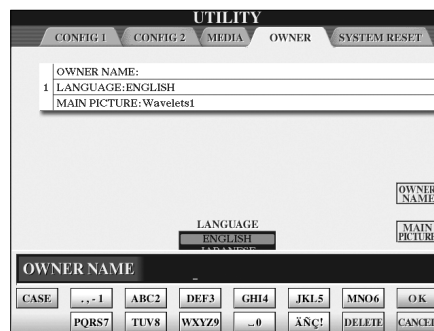 UTILITY
CONFIG 1 CONFIG 2 MEDIA OWNER SYSTEM RESET
OWNER NAME:
1 LANGUAGE:ENGLISH
MAIN PICTURE:Wavelets1
OWNER
NAME
LANGUAGE
MAIN
PICTURE
ENGLISH
JAPANESE
OWNER NAME _
CASE .,-1 ABC2 DEF3 GHI4 JKL5 MNO6 OK
PQRS7 TUV8 WXYZ9 _0 ÄÑÇ! DELETE CANCEL